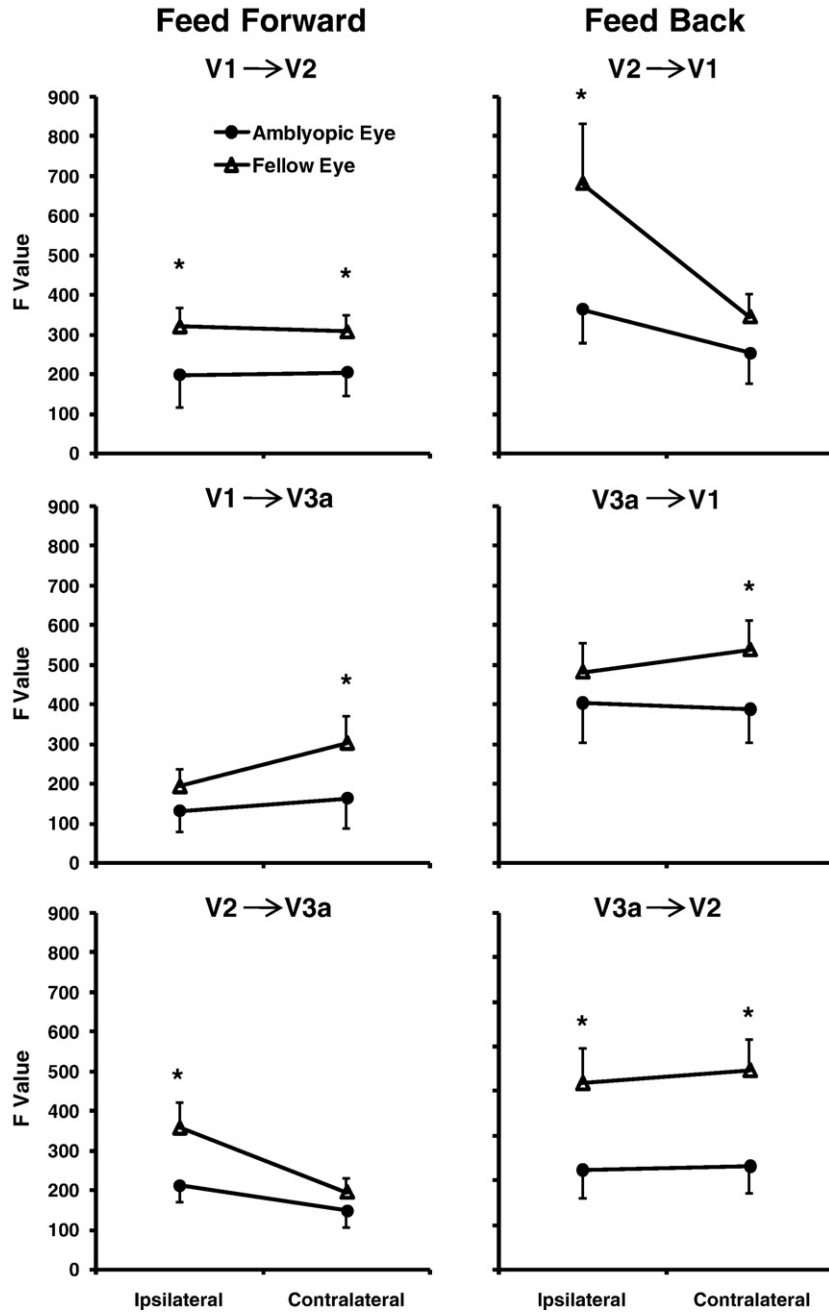 Feed Forward
Feed Back
V1 → V2
V2 → V1
900
800
700
600
500
400
300
200
100
0
F Value
Amblyopic Eye
Fellow Eye
*
*
*
V1 → V3a
V3a → V1
900
800
700
600
500
400
300
200
100
0
F Value
*
*
V2 → V3a
V3a → V2
900
800
700
600
500
400
300
200
100
0
F Value
*
*
*
Ipsilateral
Contralateral
Ipsilateral
Contralateral